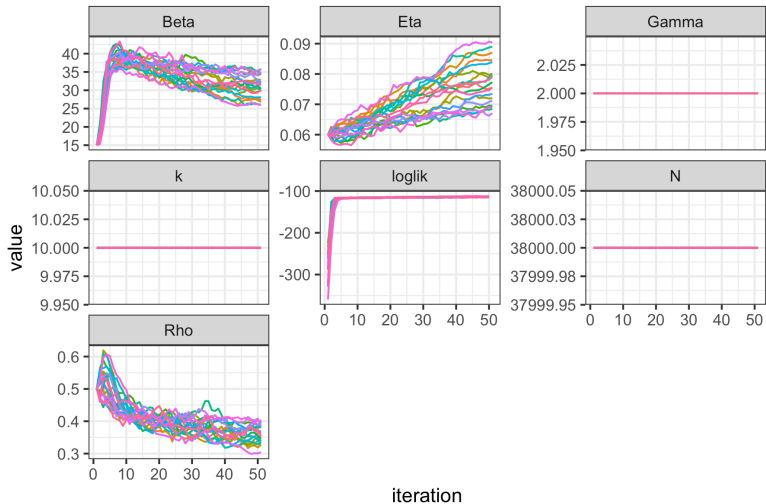 Beta
Eta
Gamma
40
35
30
25
20
15
0.09
0.08
0.07
0.06
2.025
2.000
1.975
1.950
k
loglik
N
10.050
10.025
10.000
9.975
9.950
-100
-200
-300
38000.05
38000.03
38000.00
37999.98
37999.95
0 10 20 30 40 50
0 10 20 30 40 50
Rho
0.6
0.5
0.4
0.3
0 10 20 30 40 50
value
iteration